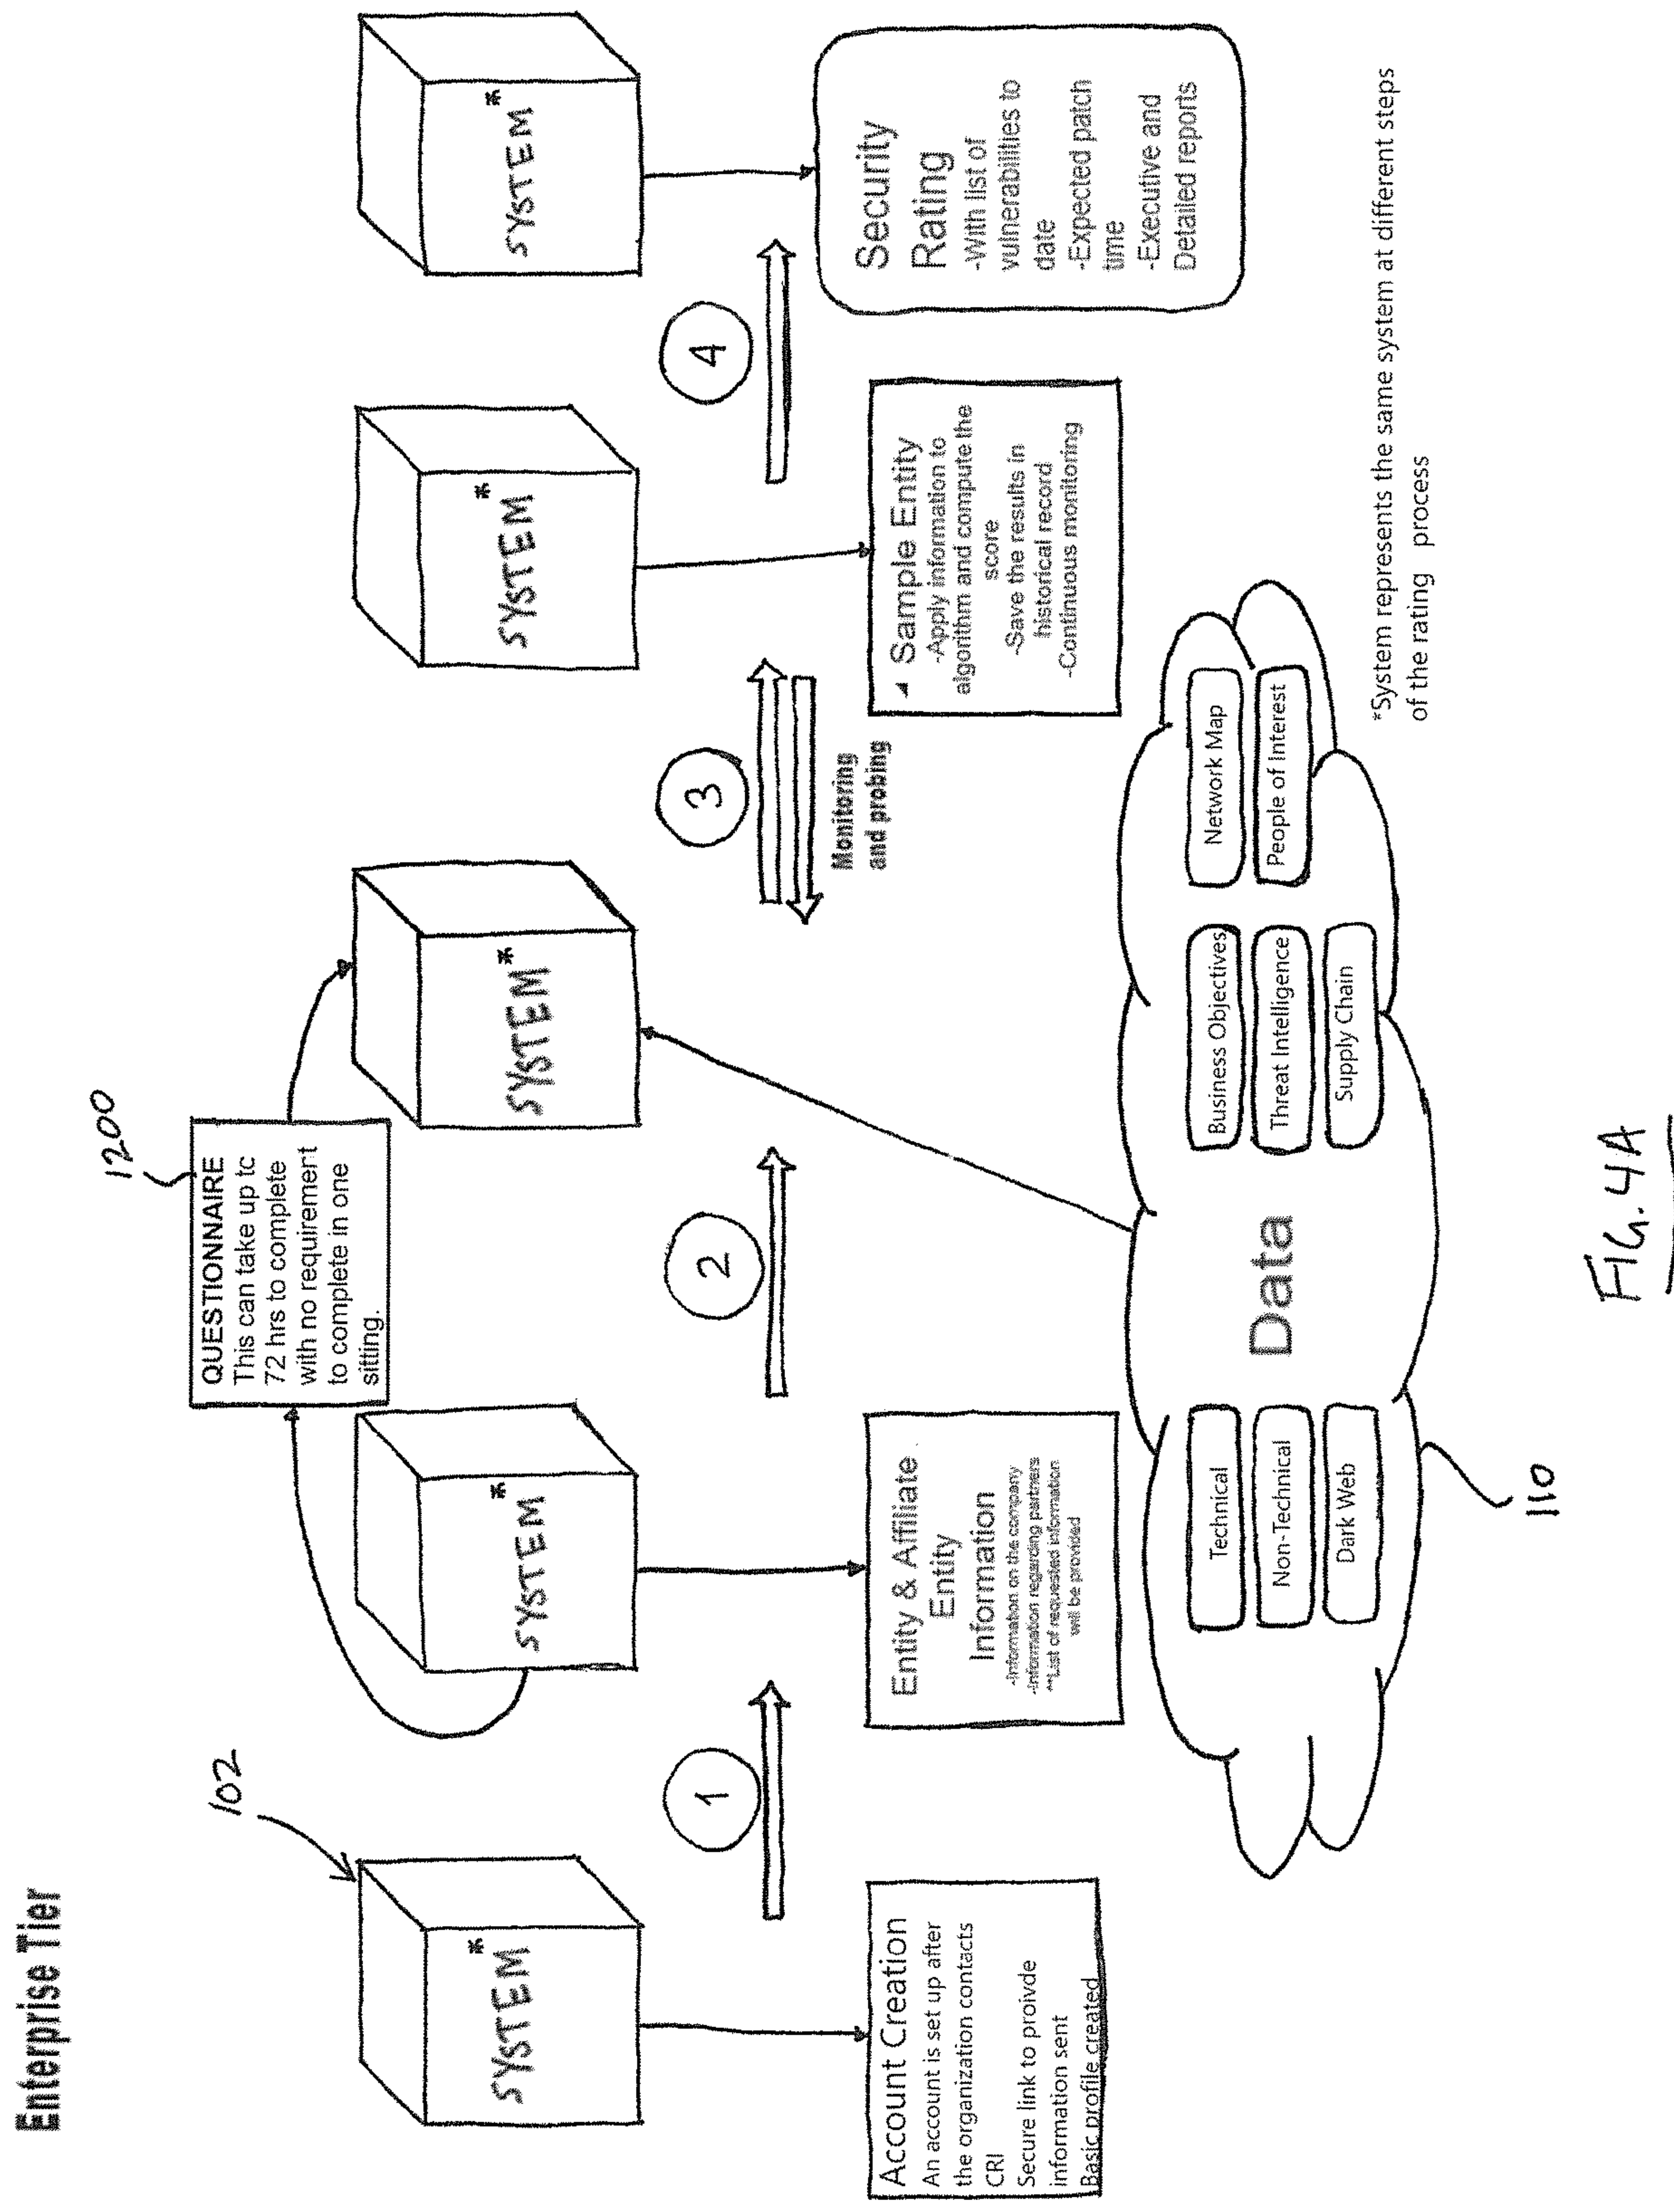 Enterprise Tier
102
1200
QUESTIONNAIRE
This can take up tc
72 hrs to complete
with no requirement
to complete in one
sitting.
SYSTEM*
SYSTEM*
SYSTEM*
SYSTEM*
SYSTEM*
1
2
3
4
Monitoring
and probing
Account Creation
An account is set up after
the organization contacts
CRI
Secure link to proivde
information sent
Basic profile created
Entity & Affiliate
Entity
Information
-Information on the company
-Information regarding partners
**List of requested information
will be provided
Sample Entity
-Apply information to
algorithm and compute the
score
-Save the results in
historical record
-Continuous monitoring
Security
Rating
-With list of
vulnerabilities to
date
-Expected patch
time
-Executive and
Detailed reports
Technical
Non-Technical
Dark Web
Data
Business Objectives
Threat Intelligence
Supply Chain
Network Map
People of Interest
110
*System represents the same system at different steps
of the rating process
FIG. 4A